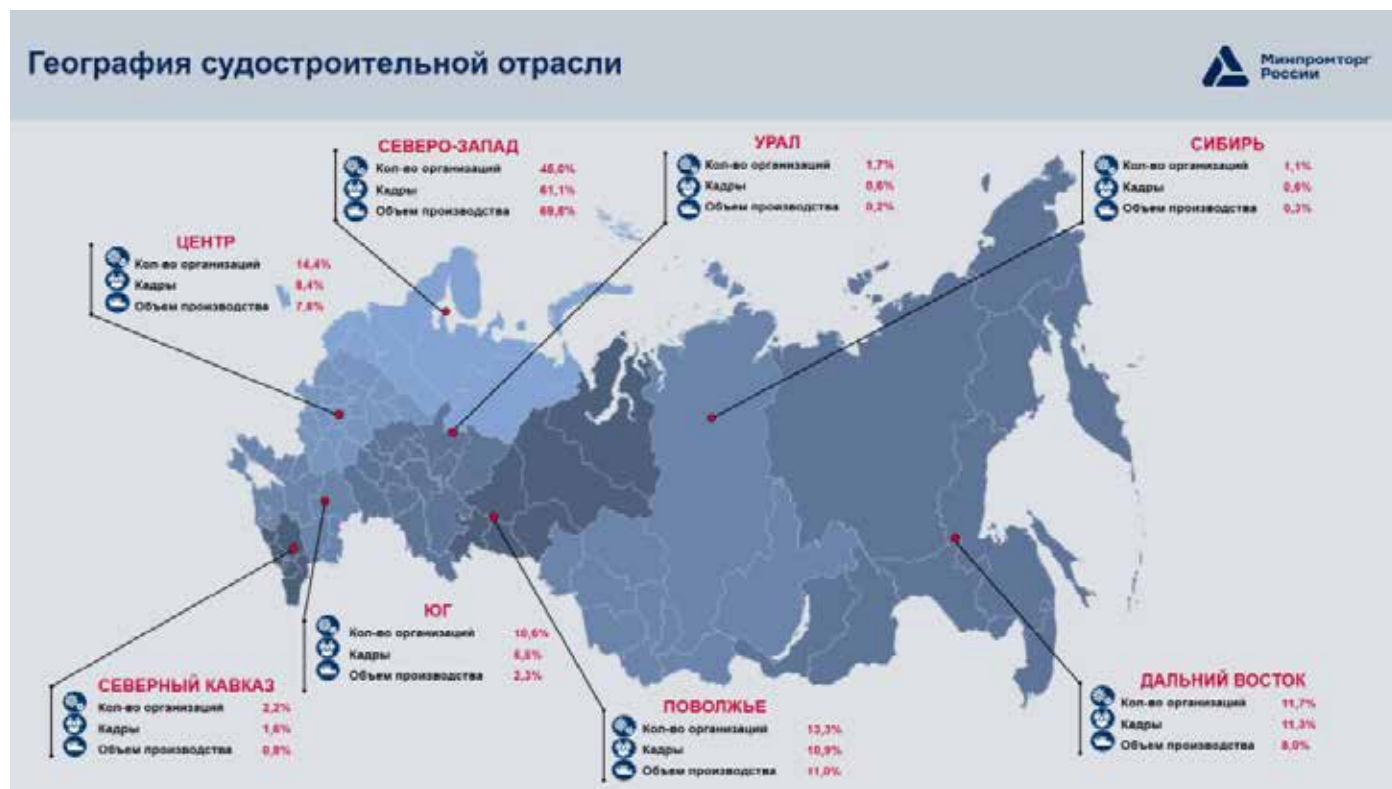 География судостроительной отрасли
Минпромторг
России
СЕВЕРО-ЗАПАД
Кол-во организаций 45,0%
Кадры 61,1%
Объем производства 69,8%
УРАЛ
Кол-во организаций 1,7%
Кадры 0,6%
Объем производства 0,2%
СИБИРЬ
Кол-во организаций 1,1%
Кадры 0,6%
Объем производства 0,3%
ЦЕНТР
Кол-во организаций 14,4%
Кадры 8,4%
Объем производства 7,6%
ЮГ
Кол-во организаций 10,6%
Кадры 5,5%
Объем производства 2,3%
СЕВЕРНЫЙ КАВКАЗ
Кол-во организаций 2,2%
Кадры 1,6%
Объем производства 0,8%
ПОВОЛЖЬЕ
Кол-во организаций 13,3%
Кадры 10,9%
Объем производства 11,0%
ДАЛЬНИЙ ВОСТОК
Кол-во организаций 11,7%
Кадры 11,3%
Объем производства 8,0%